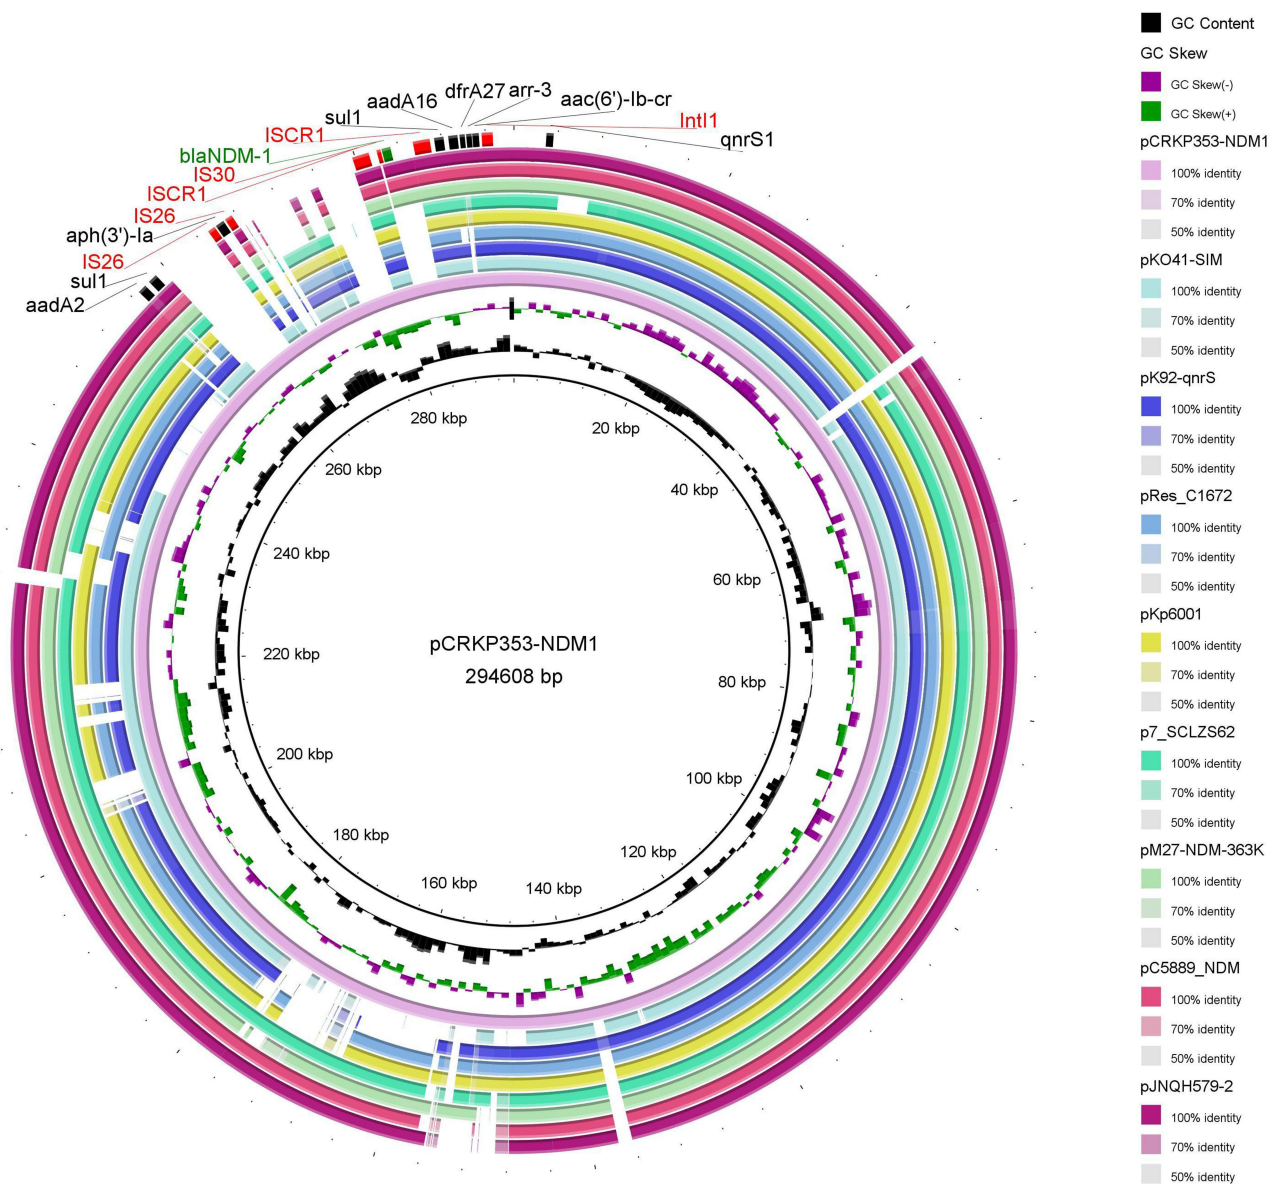 dfrA27
arr-3
aadA16
aac(6')-Ib-cr
sul1
IntI1
ISCR1
qnrS1
blaNDM-1
IS30
ISCR1
IS26
aph(3')-Ia
IS26
sul1
aadA2
280 kbp
20 kbp
260 kbp
40 kbp
240 kbp
60 kbp
pCRKP353-NDM1
294608 bp
220 kbp
80 kbp
200 kbp
100 kbp
180 kbp
120 kbp
160 kbp
140 kbp
GC Content
GC Skew
GC Skew(-)
GC Skew(+)
pCRKP353-NDM1
100% identity
70% identity
50% identity
pKO41-SIM
100% identity
70% identity
50% identity
pK92-qnrS
100% identity
70% identity
50% identity
pRes_C1672
100% identity
70% identity
50% identity
pKp6001
100% identity
70% identity
50% identity
p7_SCLZS62
100% identity
70% identity
50% identity
pM27-NDM-363K
100% identity
70% identity
50% identity
pC5889_NDM
100% identity
70% identity
50% identity
pJNQH579-2
100% identity
70% identity
50% identity